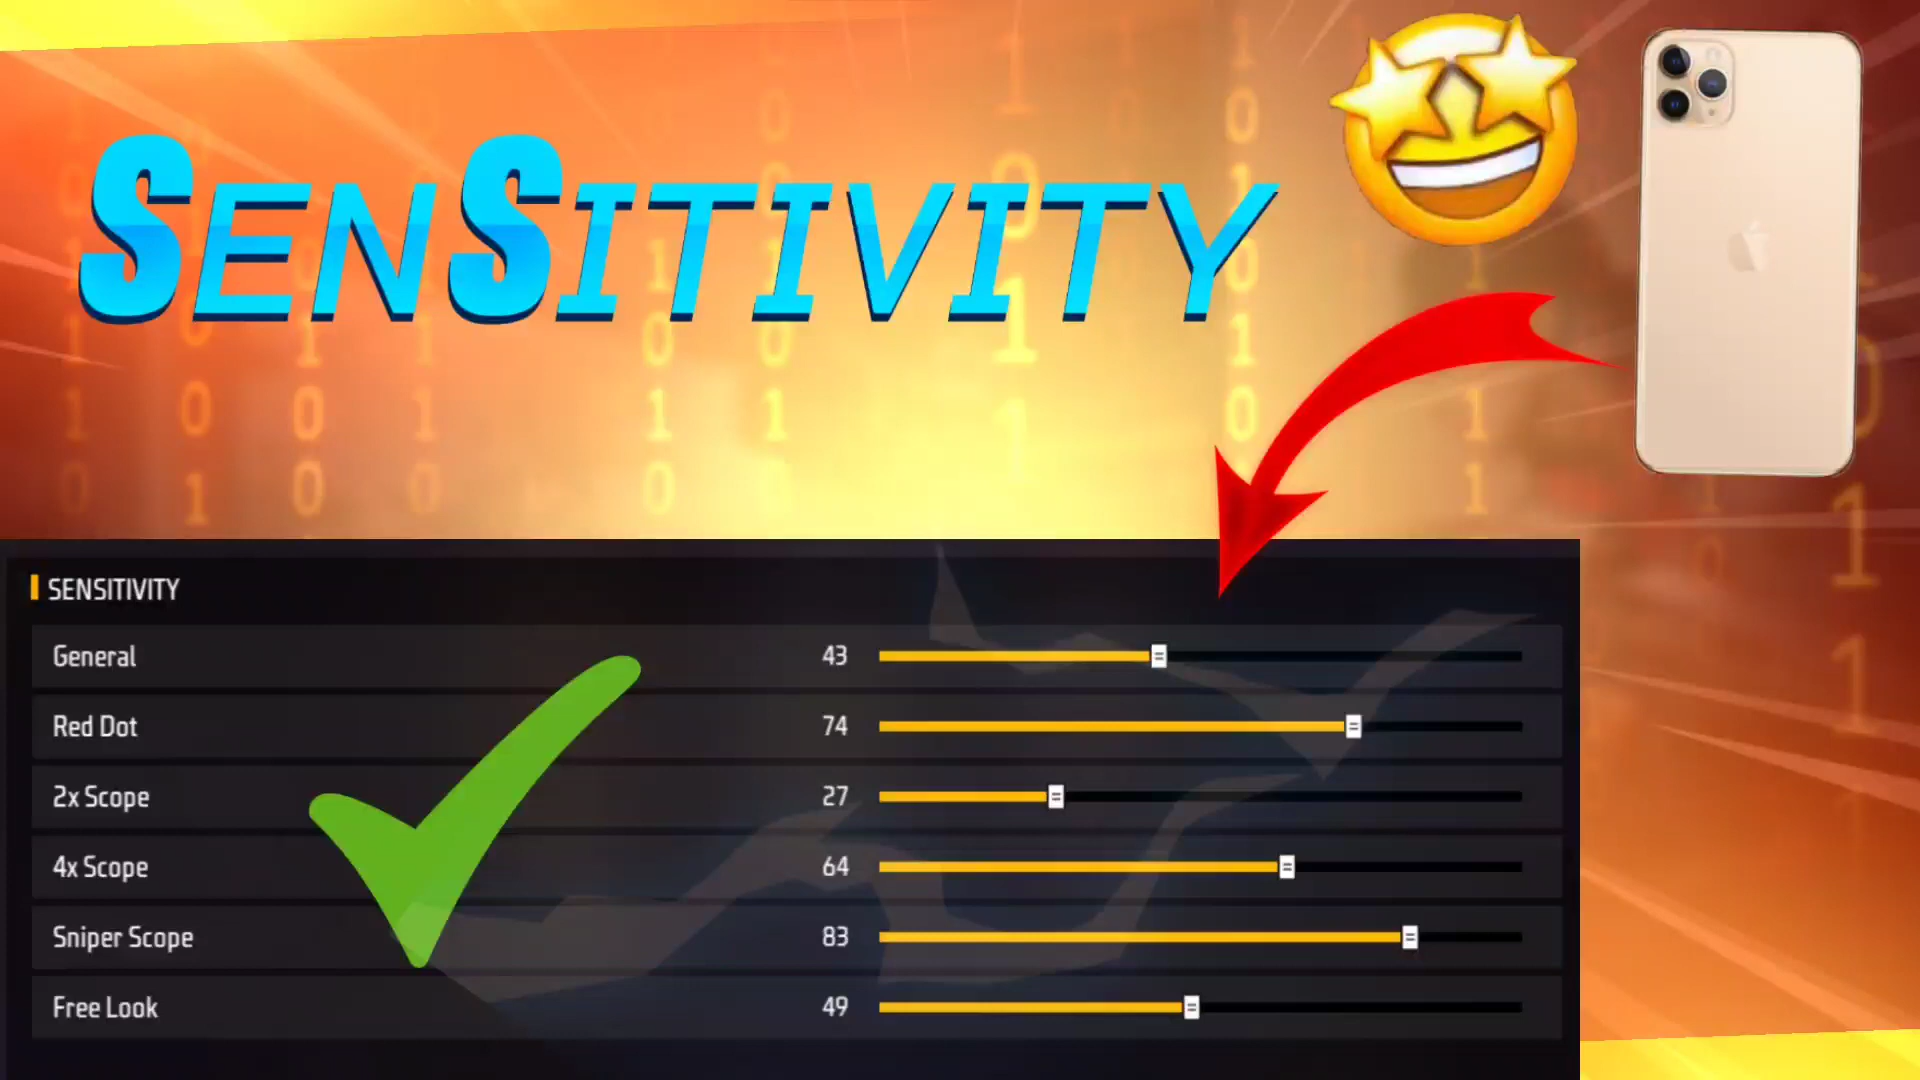 SENSITIVITY
SENSITIVITY
General 43
Red Dot 74
2x Scope 27
4x Scope 64
Sniper Scope 83
Free Look 49